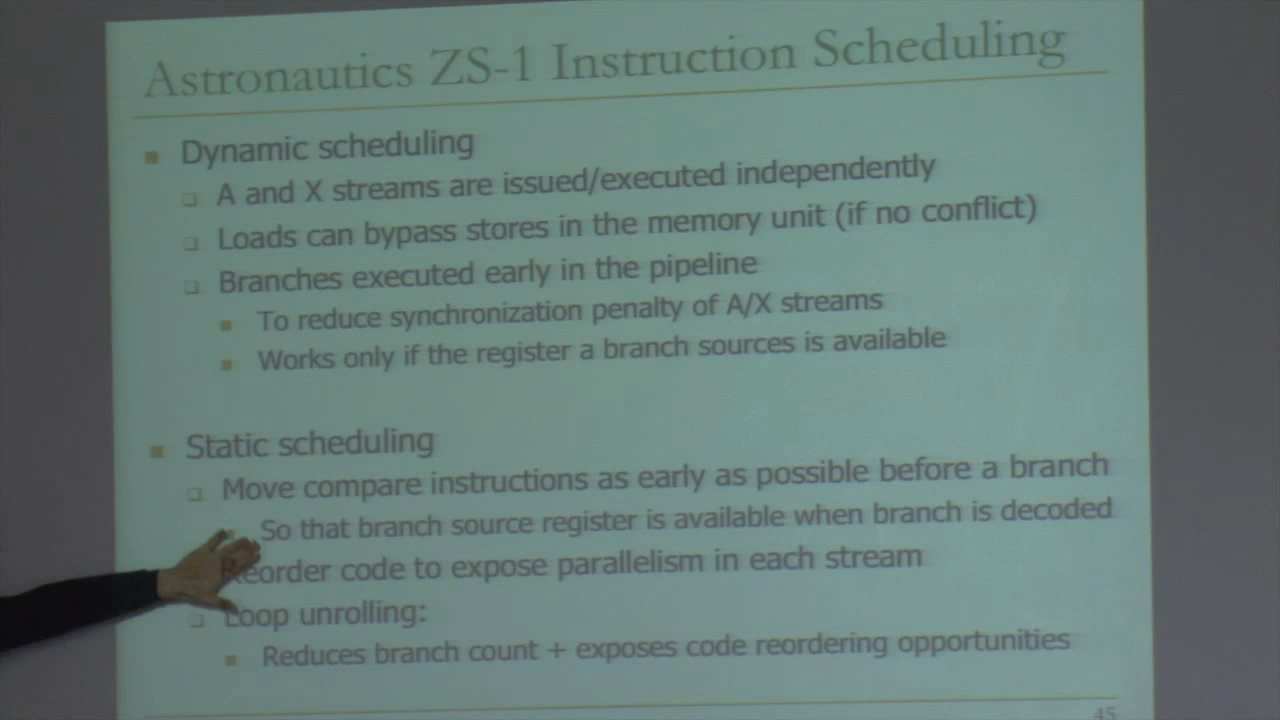 Astronautics ZS-1 Instruction Scheduling
Dynamic scheduling
A and X streams are issued/executed independently
Loads can bypass stores in the memory unit (if no conflict)
Branches executed early in the pipeline
To reduce synchronization penalty of A/X streams
Works only if the register a branch sources is available
Static scheduling
Move compare instructions as early as possible before a branch
So that branch source register is available when branch is decoded
Reorder code to expose parallelism in each stream
Loop unrolling:
Reduces branch count + exposes code reordering opportunities
45